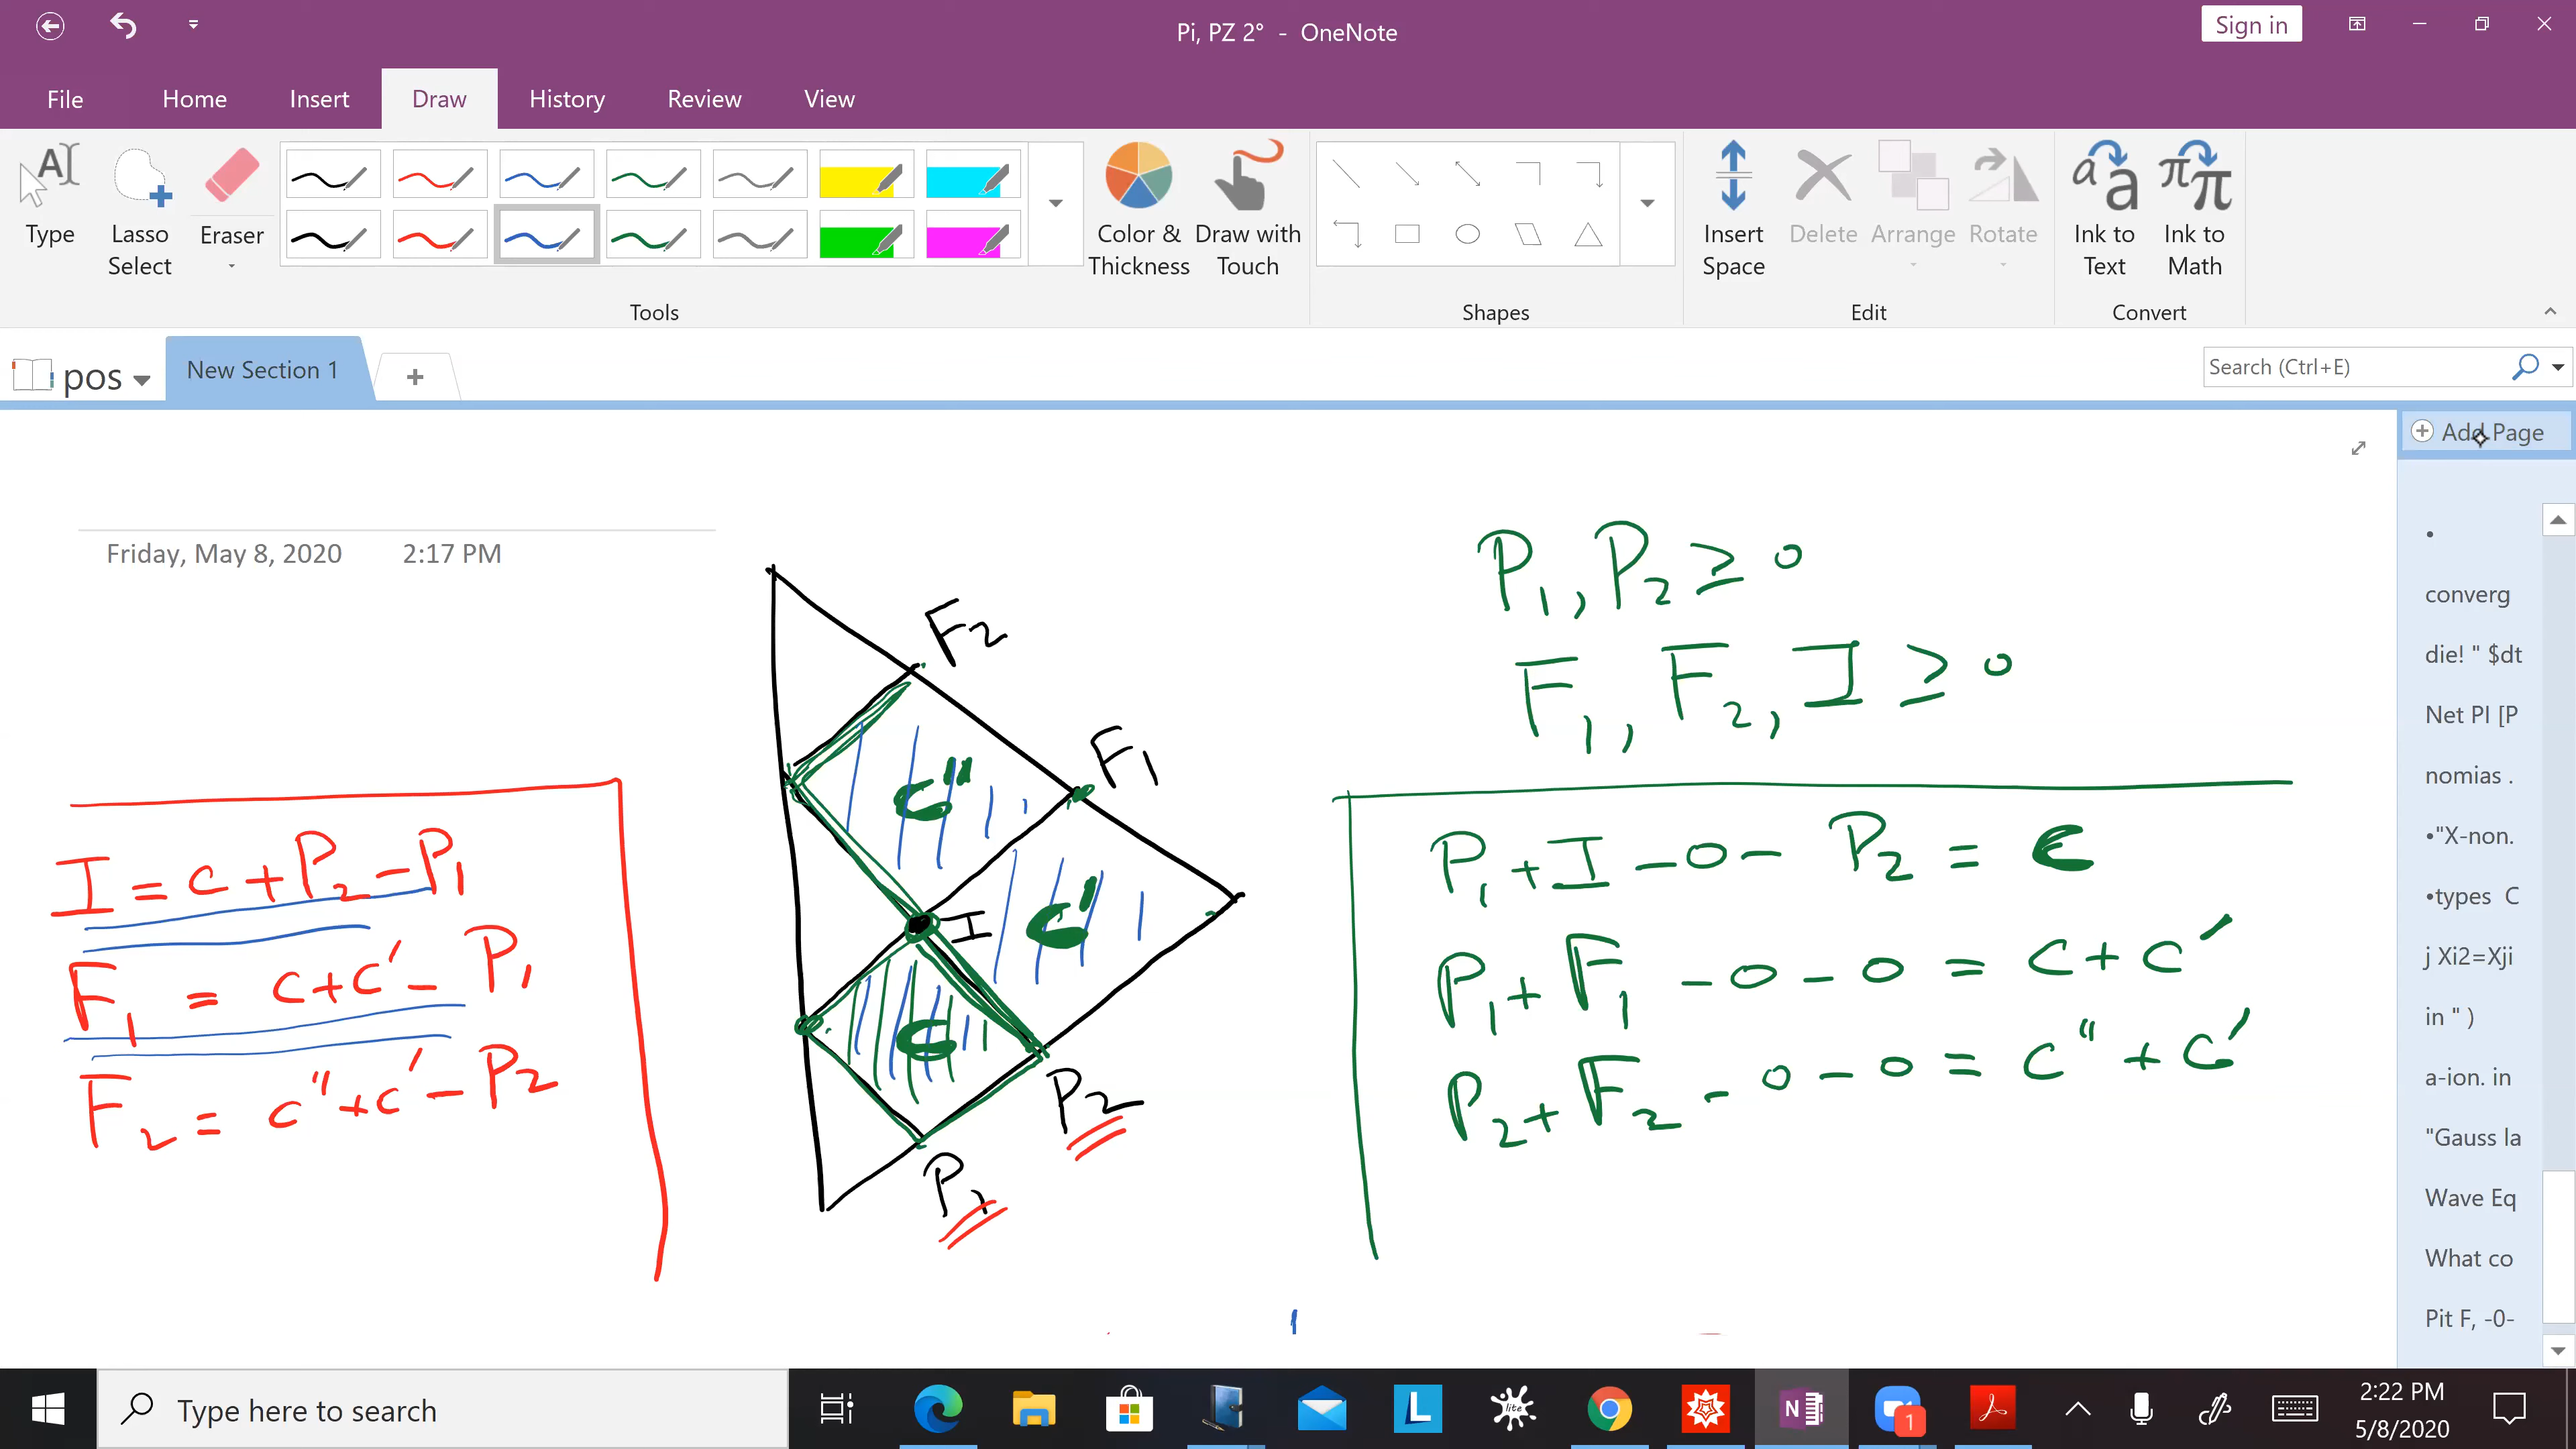 Pi, PZ 2° - OneNote
Sign in
File Home Insert Draw History Review View
Type
Lasso Select
Eraser
Color & Thickness
Draw with Touch
Insert Space
Delete
Arrange
Rotate
Ink to Text
Ink to Math
Tools Shapes Edit Convert
pos
New Section 1
Search (Ctrl+E)
Add Page
Friday, May 8, 2020 2:17 PM
I = c + P₂ - P₁
F₁ = c + c' - P₁
F₂ = c" + c' - P₂
F₂
F₁
c"
I
c'
c
P₂
P₁
P₁, P₂ ≥ 0
F₁, F₂, I ≥ 0
P₁ + I - 0 - P₂ = c
P₁ + F₁ - 0 - 0 = c + c'
P₂ + F₂ - 0 - 0 = c" + c'
•
converg
die! " $dt
Net PI [P
nomias .
•"X-non.
•types C
j Xi2=Xji
in " )
a-ion. in
"Gauss la
Wave Eq
What co
Pit F, -0-
Type here to search
L
lite
N
1
2:22 PM
5/8/2020